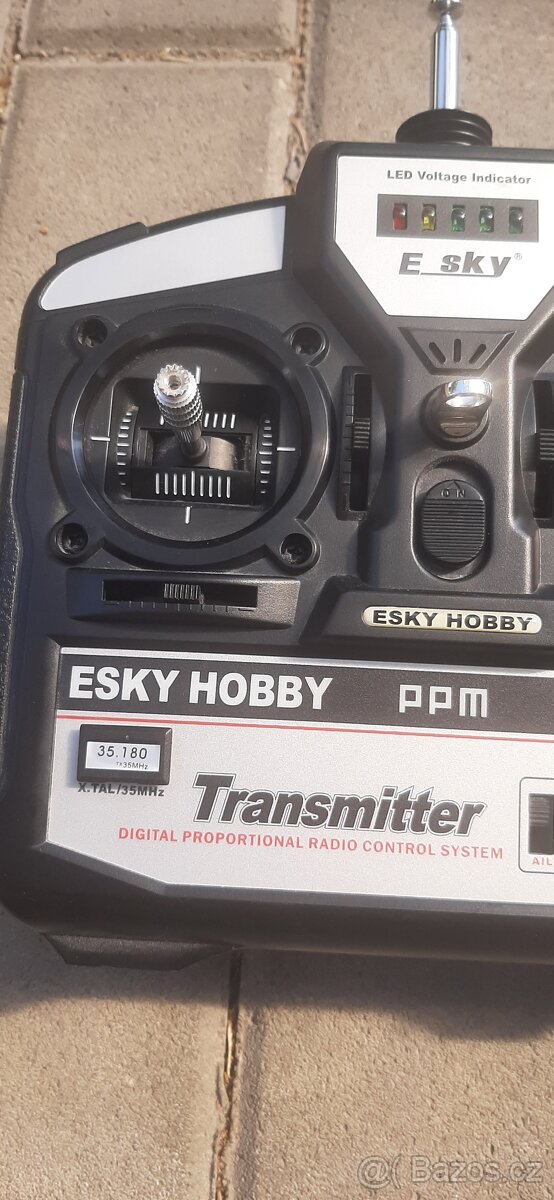 LED Voltage Indicator
E_sky®
ON
ESKY HOBBY
ESKY HOBBY PPM
35.180
TX35MHz
X.TAL/35MHz
Transmitter
DIGITAL PROPORTIONAL RADIO CONTROL SYSTEM
AIL
@ Bazos.cz